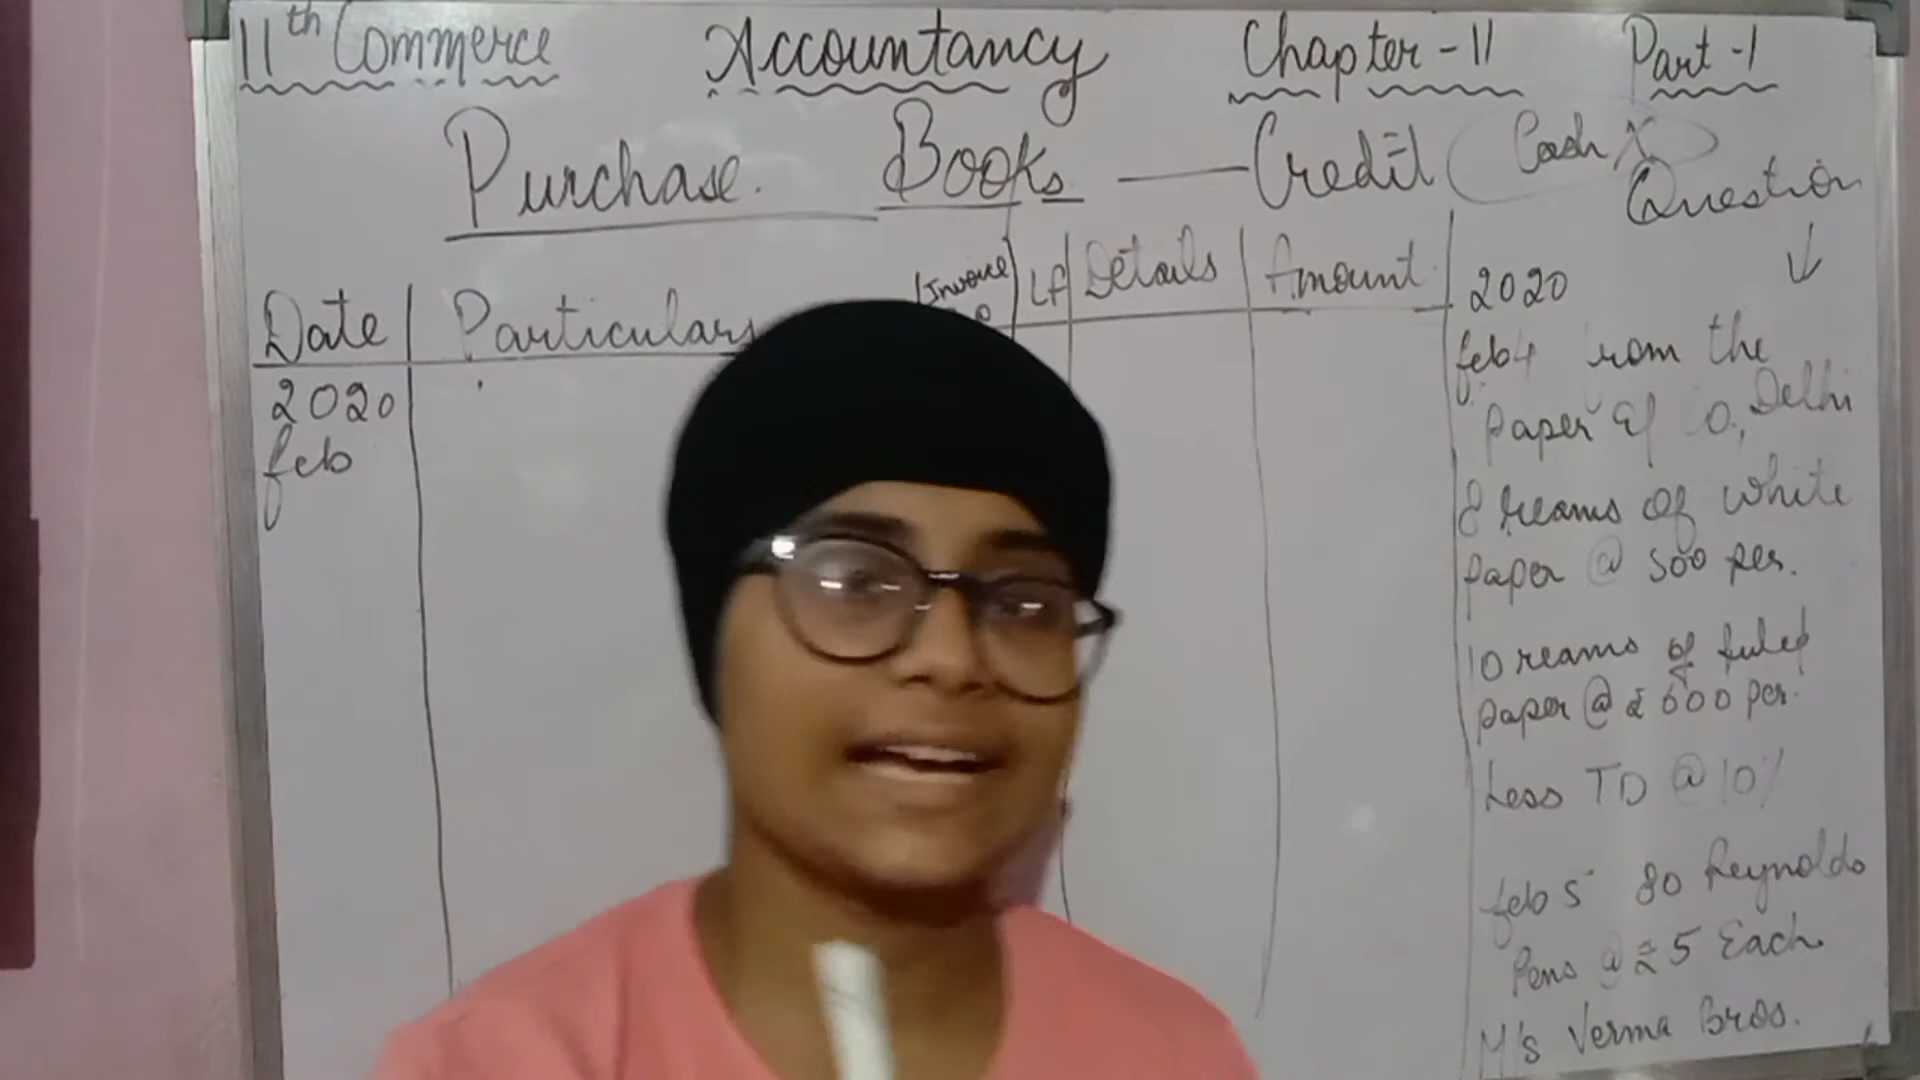 11th Commerce Accountancy Chapter-11 Part-1
Purchase Books — Credit Cash X
Question
Date Particulars Invoice LF Details Amount
2020
feb
2020
feb 4 rom the
Paper Delhi
8 reams of white
paper @ 500 per.
10 reams of
paper @ ₹ 600 per.
Less TD @ 10%
feb 5 80 Reynolds
Pens @ ₹ 5 Each
M's Verma Bros.